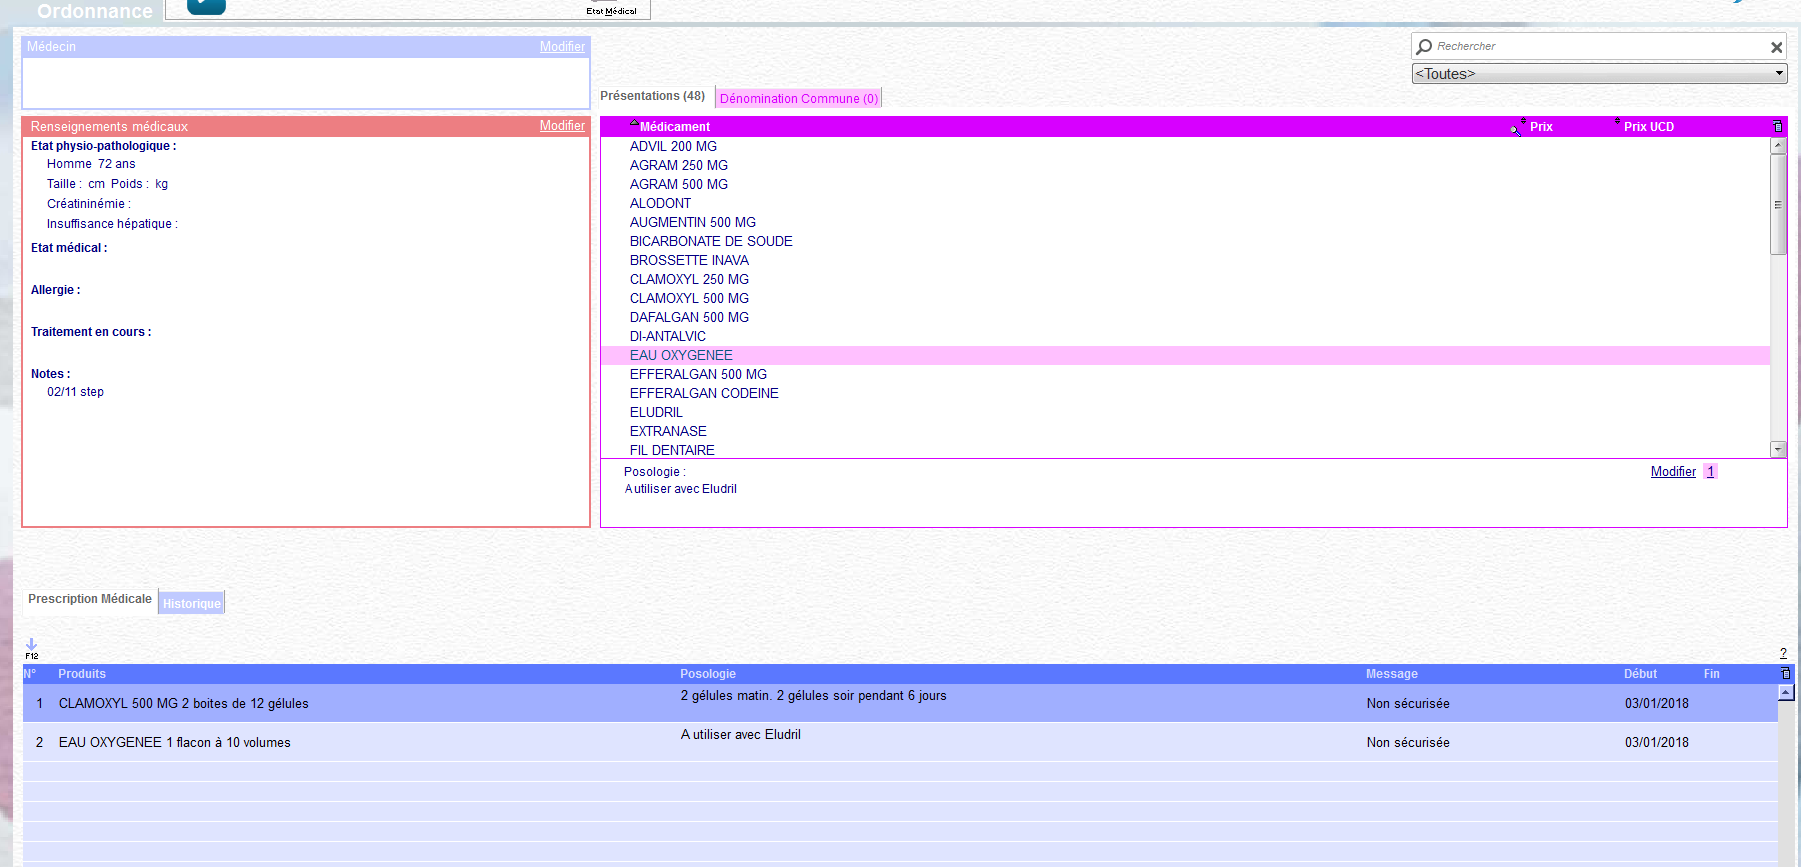 Ordonnance
Etat Médical
Médecin Modifier
Rechercher
<Toutes>
Présentations (48) Dénomination Commune (0)
Renseignements médicaux Modifier
Etat physio-pathologique :
Homme 72 ans
Taille : cm Poids : kg
Créatininémie :
Insuffisance hépatique :
Etat médical :
Allergie :
Traitement en cours :
Notes :
02/11 step
Médicament Prix Prix UCD
ADVIL 200 MG
AGRAM 250 MG
AGRAM 500 MG
ALODONT
AUGMENTIN 500 MG
BICARBONATE DE SOUDE
BROSSETTE INAVA
CLAMOXYL 250 MG
CLAMOXYL 500 MG
DAFALGAN 500 MG
DI-ANTALVIC
EAU OXYGENEE
EFFERALGAN 500 MG
EFFERALGAN CODEINE
ELUDRIL
EXTRANASE
FIL DENTAIRE
Posologie : Modifier 1
A utiliser avec Eludril
Prescription Médicale Historique
F12 ?
N° Produits Posologie Message Début Fin
1 CLAMOXYL 500 MG 2 boites de 12 gélules 2 gélules matin. 2 gélules soir pendant 6 jours Non sécurisée 03/01/2018
2 EAU OXYGENEE 1 flacon à 10 volumes A utiliser avec Eludril Non sécurisée 03/01/2018